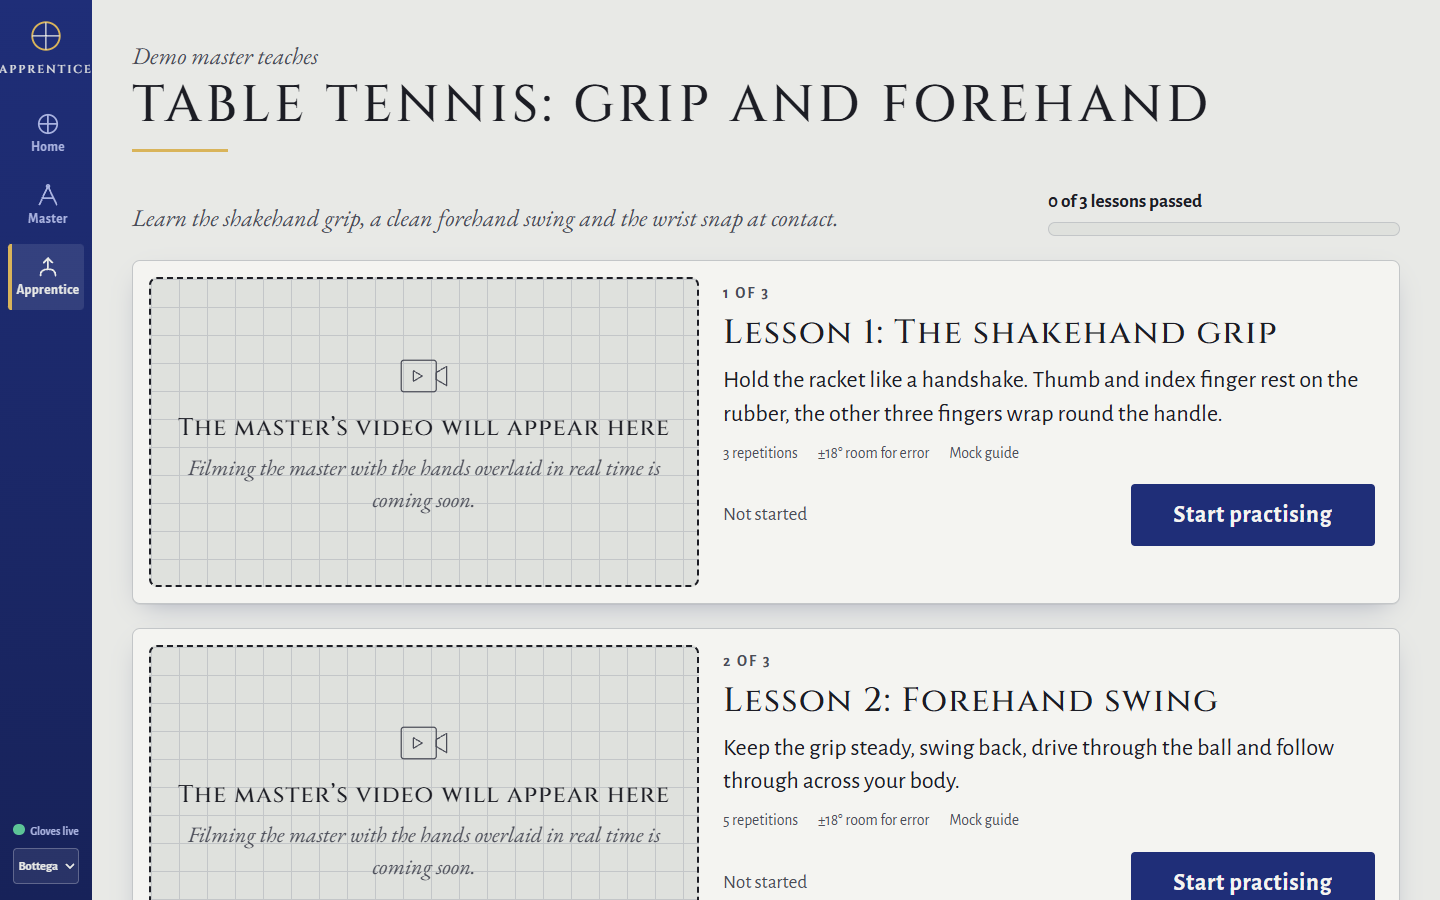 APPRENTICE
Home
Master
Apprentice
Gloves live
Bottega
Demo master teaches
TABLE TENNIS: GRIP AND FOREHAND
Learn the shakehand grip, a clean forehand swing and the wrist snap at contact.
0 of 3 lessons passed
The master's video will appear here
Filming the master with the hands overlaid in real time is
coming soon.
1 OF 3
Lesson 1: The shakehand grip
Hold the racket like a handshake. Thumb and index finger rest on the
rubber, the other three fingers wrap round the handle.
3 repetitions ±18° room for error Mock guide
Not started
Start practising
The master's video will appear here
Filming the master with the hands overlaid in real time is
coming soon.
2 OF 3
Lesson 2: Forehand swing
Keep the grip steady, swing back, drive through the ball and follow
through across your body.
5 repetitions ±18° room for error Mock guide
Not started
Start practising